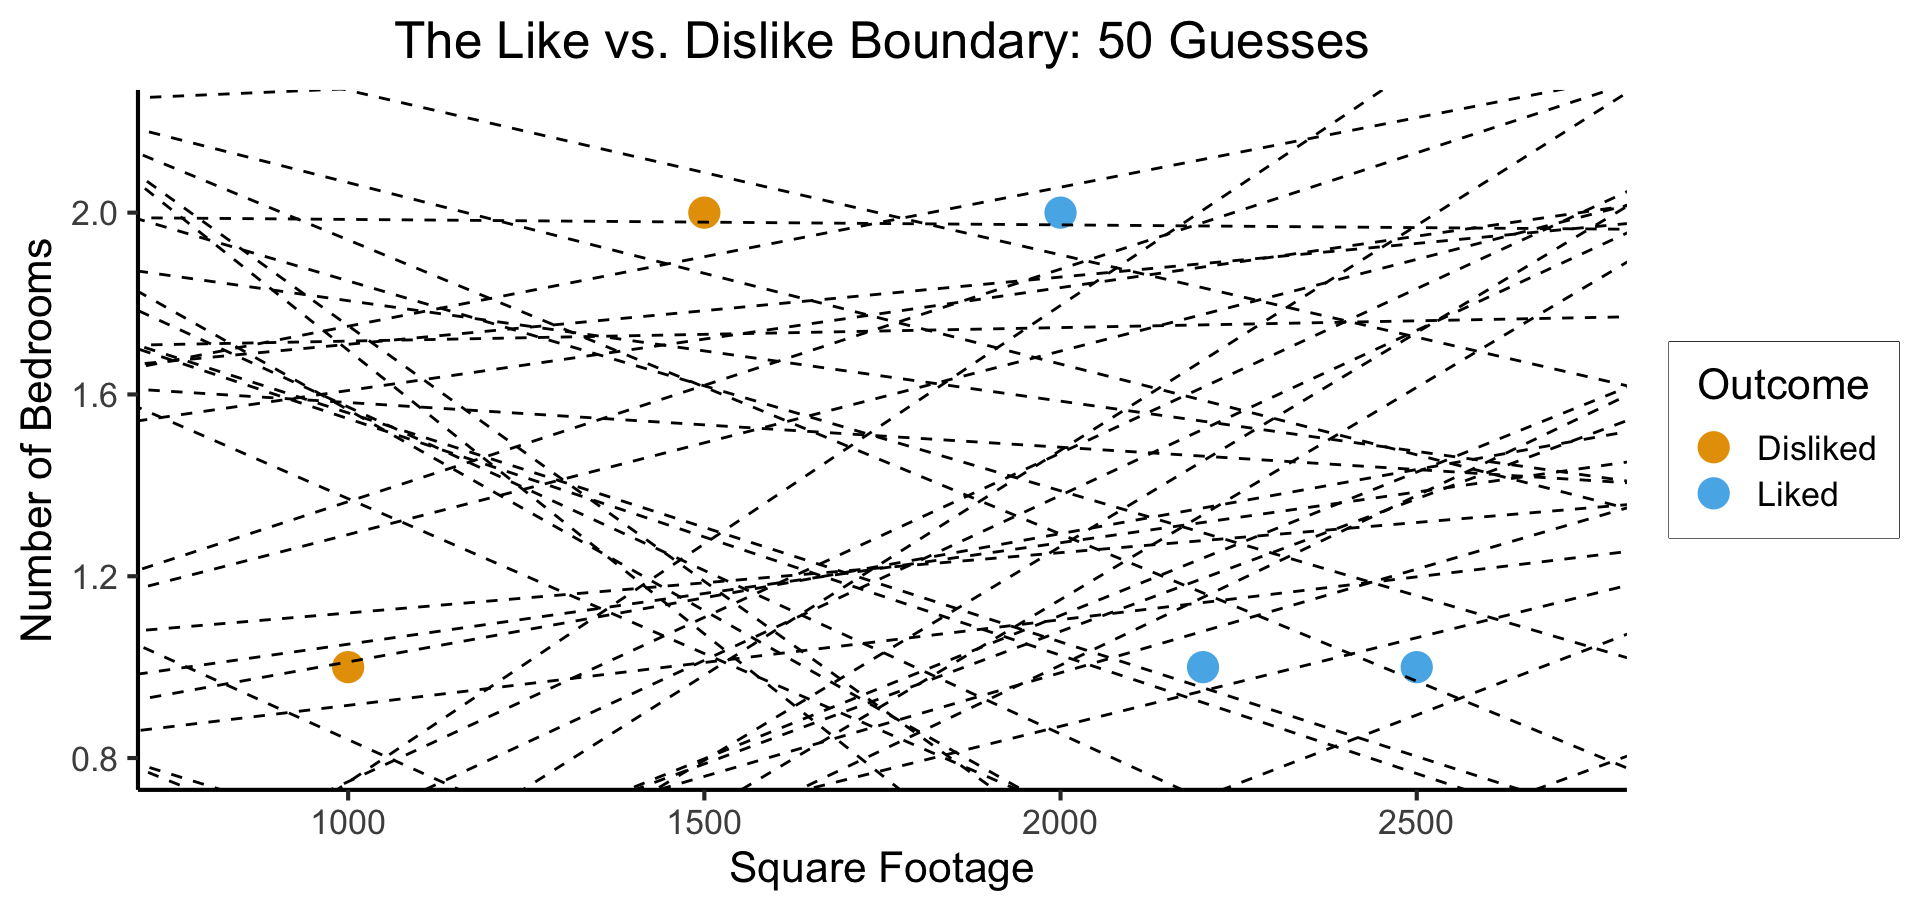 The Like vs. Dislike Boundary: 50 Guesses
Number of Bedrooms
2.0
1.6
1.2
0.8
1000
1500
2000
2500
Square Footage
Outcome
Disliked
Liked